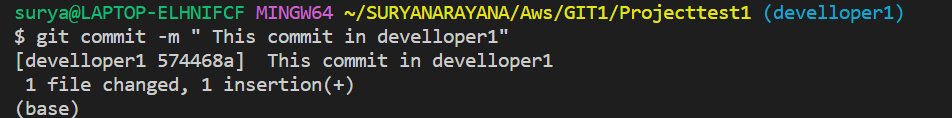 surya@LAPTOP-ELHNIFCF MINGW64 ~/SURYANARAYANA/Aws/GIT1/Projecttest1 (develloper1)
$ git commit -m " This commit in develloper1"
[develloper1 574468a]  This commit in develloper1
 1 file changed, 1 insertion(+)
(base)